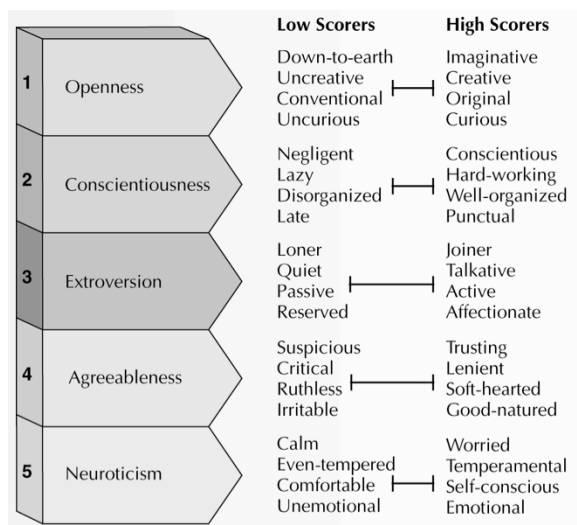 Low Scorers High Scorers
1 Openness
Down-to-earth Imaginative
Uncreative Creative
Conventional Original
Uncurious Curious
2 Conscientiousness
Negligent Conscientious
Lazy Hard-working
Disorganized Well-organized
Late Punctual
3 Extroversion
Loner Joiner
Quiet Talkative
Passive Active
Reserved Affectionate
4 Agreeableness
Suspicious Trusting
Critical Lenient
Ruthless Soft-hearted
Irritable Good-natured
5 Neuroticism
Calm Worried
Even-tempered Temperamental
Comfortable Self-conscious
Unemotional Emotional